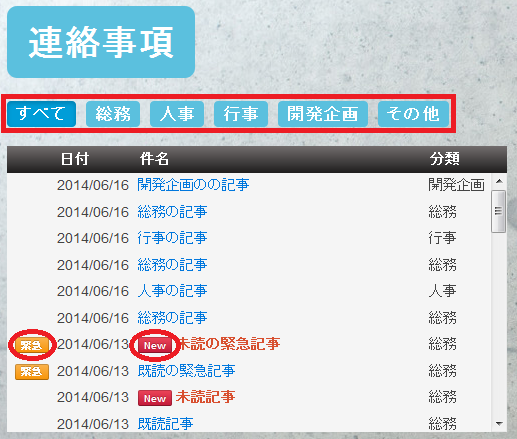 連絡事項
すべて 総務 人事 行事 開発企画 その他
日付 件名 分類
2014/06/16 開発企画のの記事 開発企画
2014/06/16 総務の記事 総務
2014/06/16 行事の記事 行事
2014/06/16 総務の記事 総務
2014/06/16 人事の記事 人事
2014/06/16 総務の記事 総務
緊急 2014/06/13 New 未読の緊急記事 総務
緊急 2014/06/13 既読の緊急記事 総務
2014/06/13 New 未読記事 総務
2014/06/13 既読記事 総務